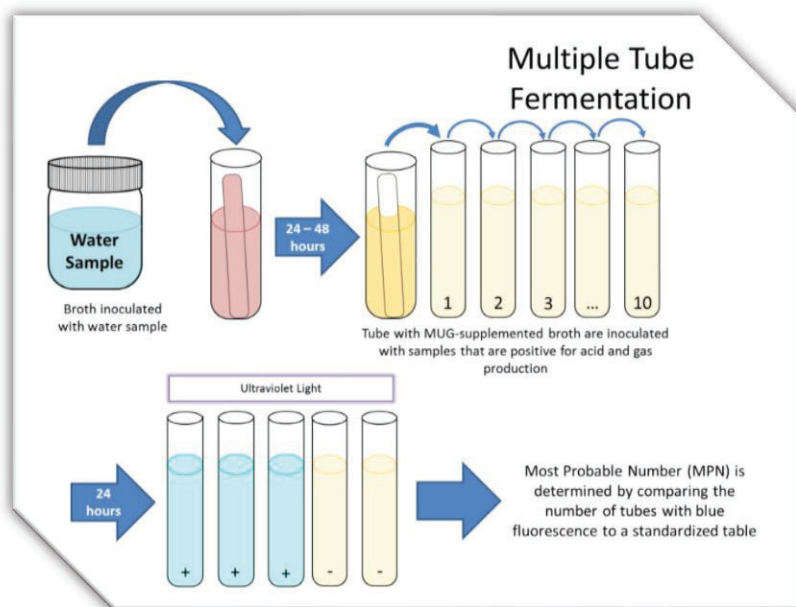 Multiple Tube
Fermentation
Water
Sample
24 – 48
hours
1
2
3
...
10
Broth inoculated
with water sample
Tube with MUG-supplemented broth are inoculated
with samples that are positive for acid and gas
production
Ultraviolet Light
24
hours
+
+
+
-
-
Most Probable Number (MPN) is
determined by comparing the
number of tubes with blue
fluorescence to a standardized table